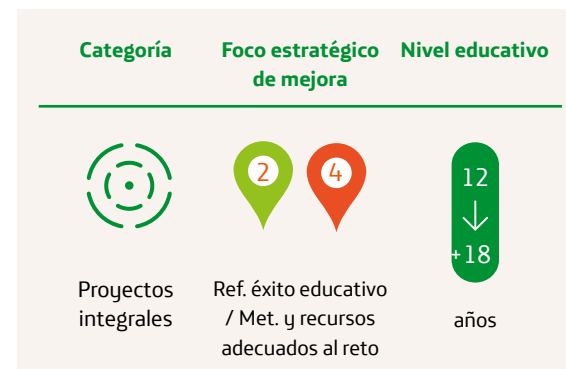 Categoría
Foco estratégico
de mejora
Nivel educativo
2
4
12
+18
Proyectos
integrales
Ref. éxito educativo
/ Met. y recursos
adecuados al reto
años